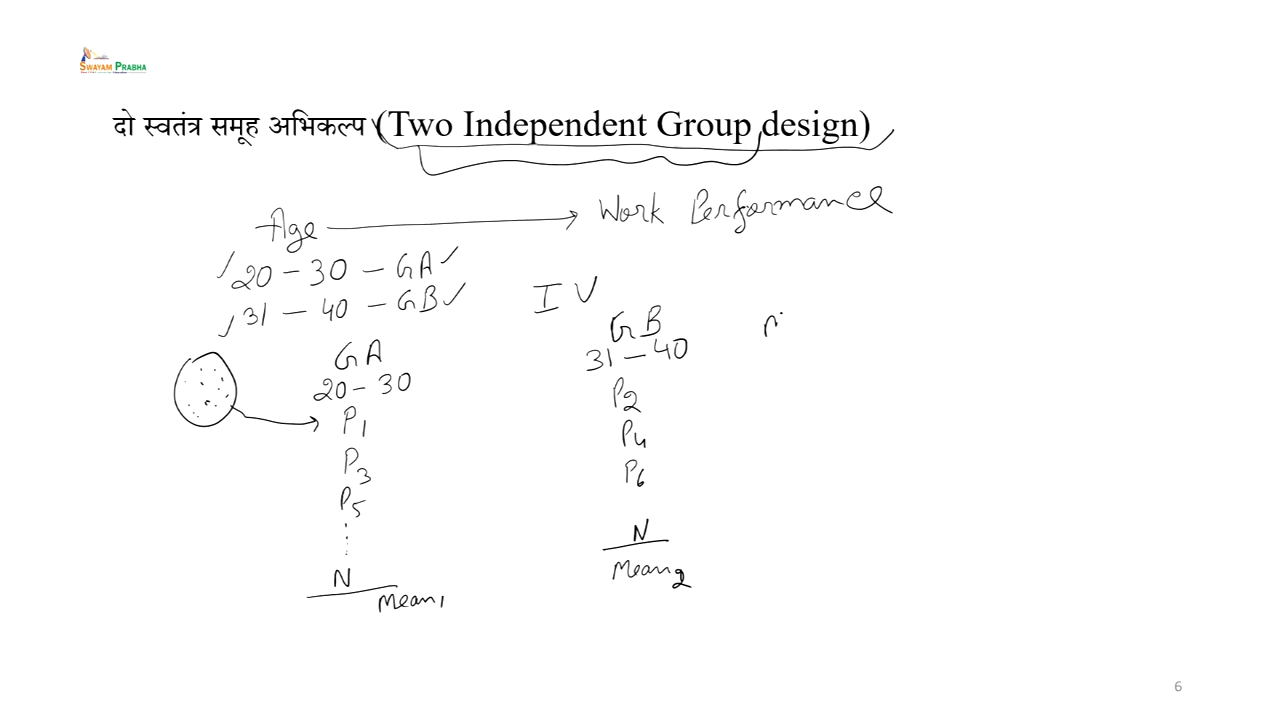 SWAYAM PRABHA
दो स्वतंत्र समूह अभिकल्प (Two Independent Group design)
Age → Work Performance
20 - 30 - GA
31 - 40 - GB
IV
GA
20 - 30
P1
P3
P5
N
Mean1
GB
31 - 40
P2
P4
P6
N
Mean2
6